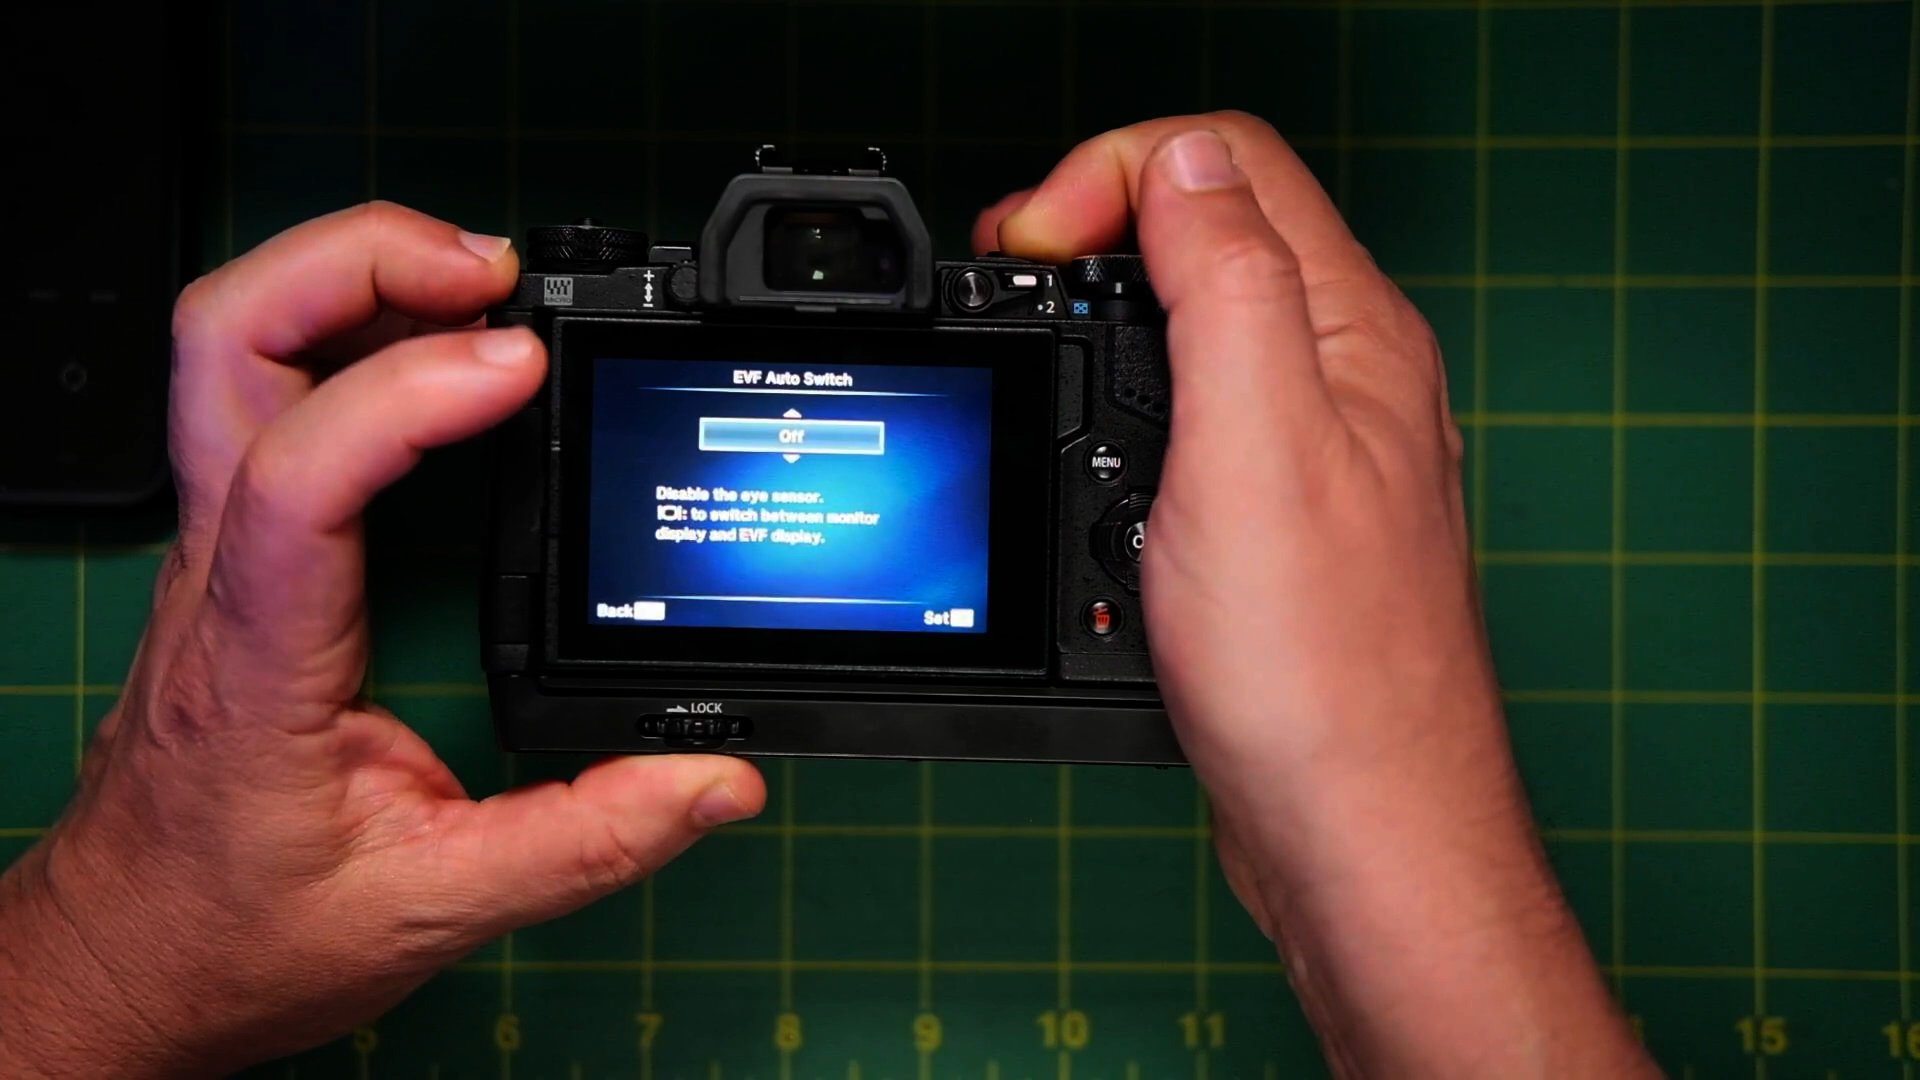 MICRO
+
-
1
2
EVF Auto Switch
Off
Disable the eye sensor.
|O|: to switch between monitor
display and EVF display.
Back
Set
MENU
LOCK
6
7
8
9
10
11
15